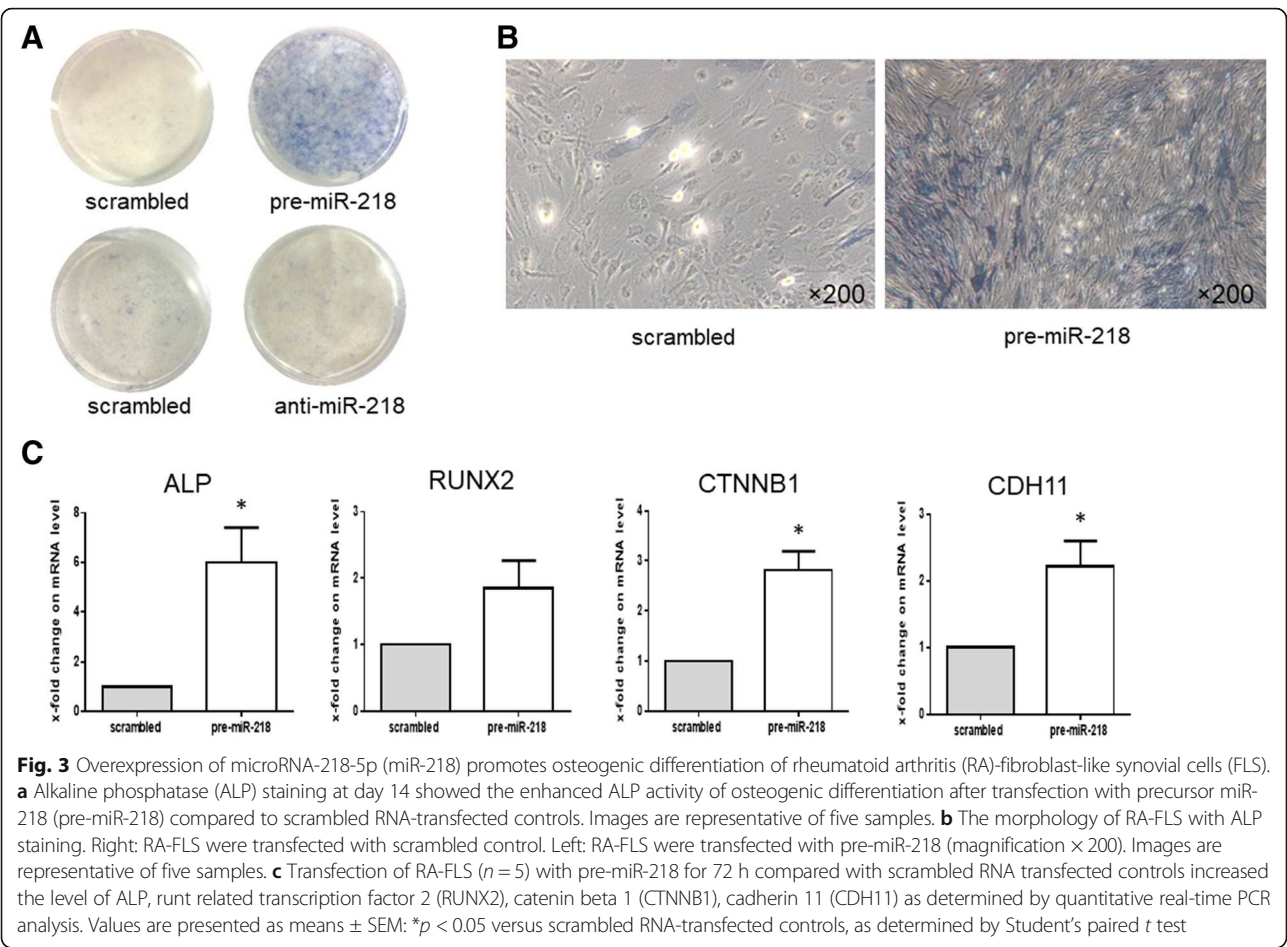 A
scrambled
pre-miR-218
scrambled
anti-miR-218
B
×200
×200
scrambled
pre-miR-218
C
ALP
x-fold change on mRNA level
8
6
4
2
0
scrambled
pre-miR-218
*
RUNX2
x-fold change on mRNA level
3
2
1
0
scrambled
pre-miR-218
CTNNB1
x-fold change on mRNA level
4
3
2
1
0
scrambled
pre-miR-218
*
CDH11
x-fold change on mRNA level
3
2
1
0
scrambled
pre-miR-218
*
Fig. 3 Overexpression of microRNA-218-5p (miR-218) promotes osteogenic differentiation of rheumatoid arthritis (RA)-fibroblast-like synovial cells (FLS).
a Alkaline phosphatase (ALP) staining at day 14 showed the enhanced ALP activity of osteogenic differentiation after transfection with precursor miR-
218 (pre-miR-218) compared to scrambled RNA-transfected controls. Images are representative of five samples. b The morphology of RA-FLS with ALP
staining. Right: RA-FLS were transfected with scrambled control. Left: RA-FLS were transfected with pre-miR-218 (magnification × 200). Images are
representative of five samples. c Transfection of RA-FLS (n = 5) with pre-miR-218 for 72 h compared with scrambled RNA transfected controls increased
the level of ALP, runt related transcription factor 2 (RUNX2), catenin beta 1 (CTNNB1), cadherin 11 (CDH11) as determined by quantitative real-time PCR
analysis. Values are presented as means ± SEM: *p < 0.05 versus scrambled RNA-transfected controls, as determined by Student's paired t test